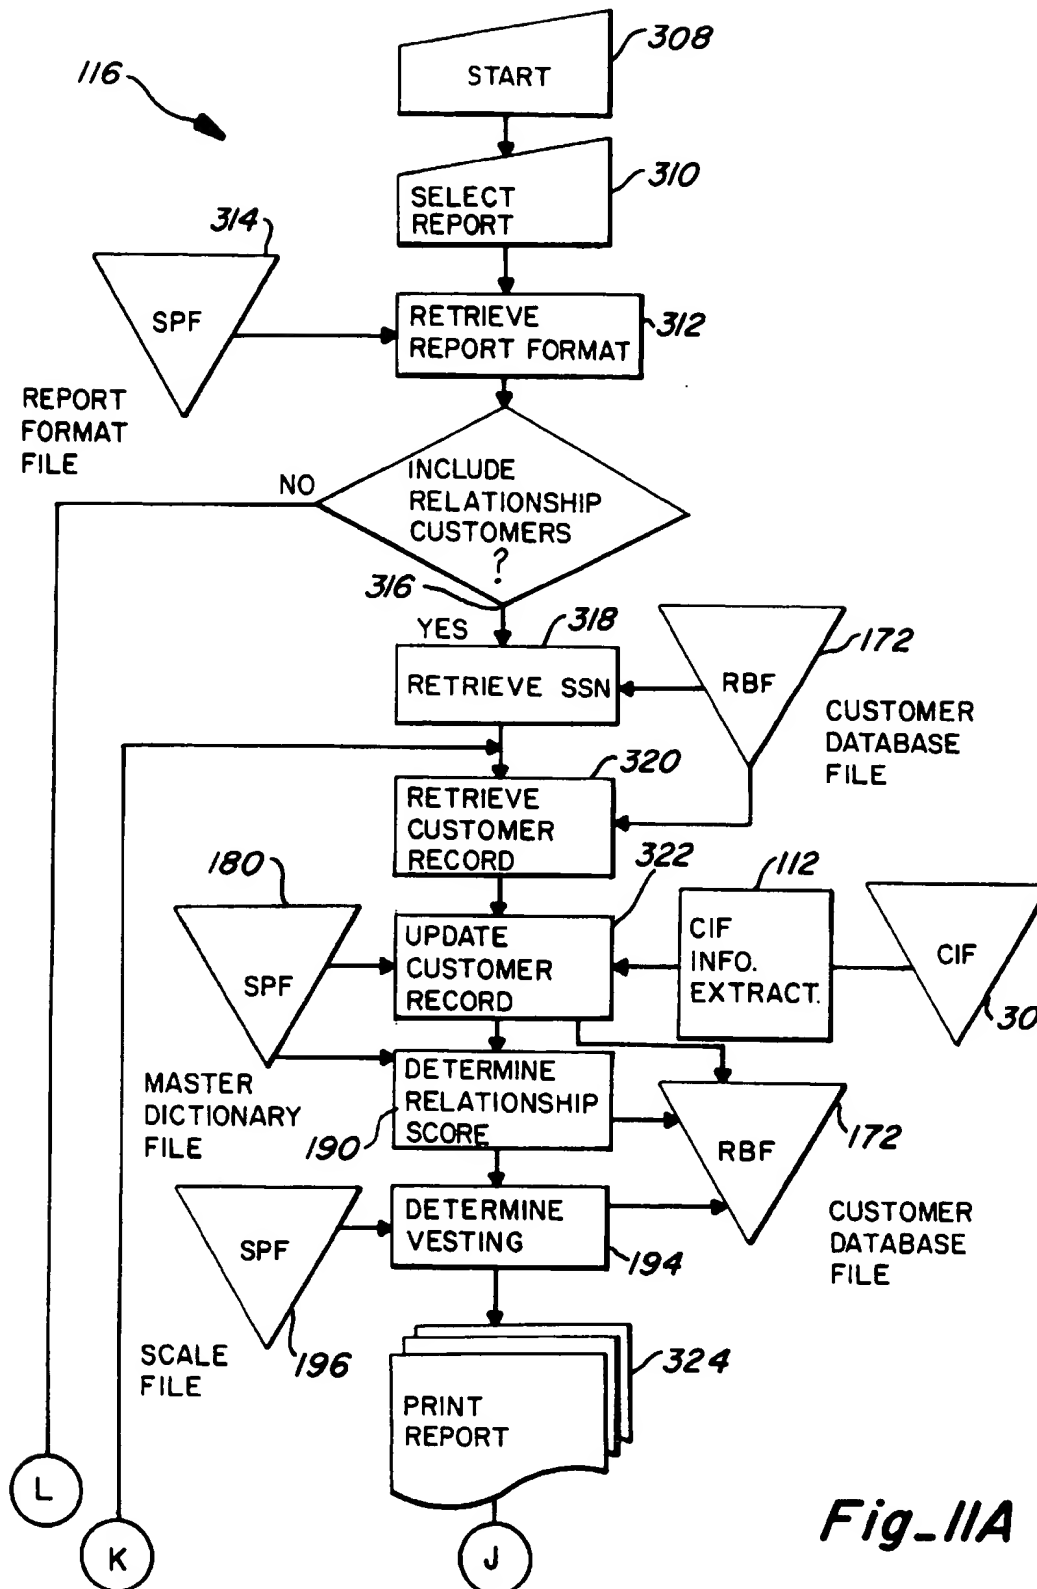 308
START
116
310
SELECT
REPORT
314
SPF
RETRIEVE
REPORT FORMAT
312
REPORT
FORMAT
FILE
INCLUDE
RELATIONSHIP
CUSTOMERS
?
NO
316
YES
318
RETRIEVE SSN
172
RBF
CUSTOMER
DATABASE
FILE
320
RETRIEVE
CUSTOMER
RECORD
180
SPF
322
UPDATE
CUSTOMER
RECORD
112
CIF
INFO.
EXTRACT.
CIF
30
MASTER
DICTIONARY
FILE
DETERMINE
RELATIONSHIP
SCORE
190
RBF
172
CUSTOMER
DATABASE
FILE
SPF
DETERMINE
VESTING
194
196
SCALE
FILE
324
PRINT
REPORT
L
K
J
Fig_11A